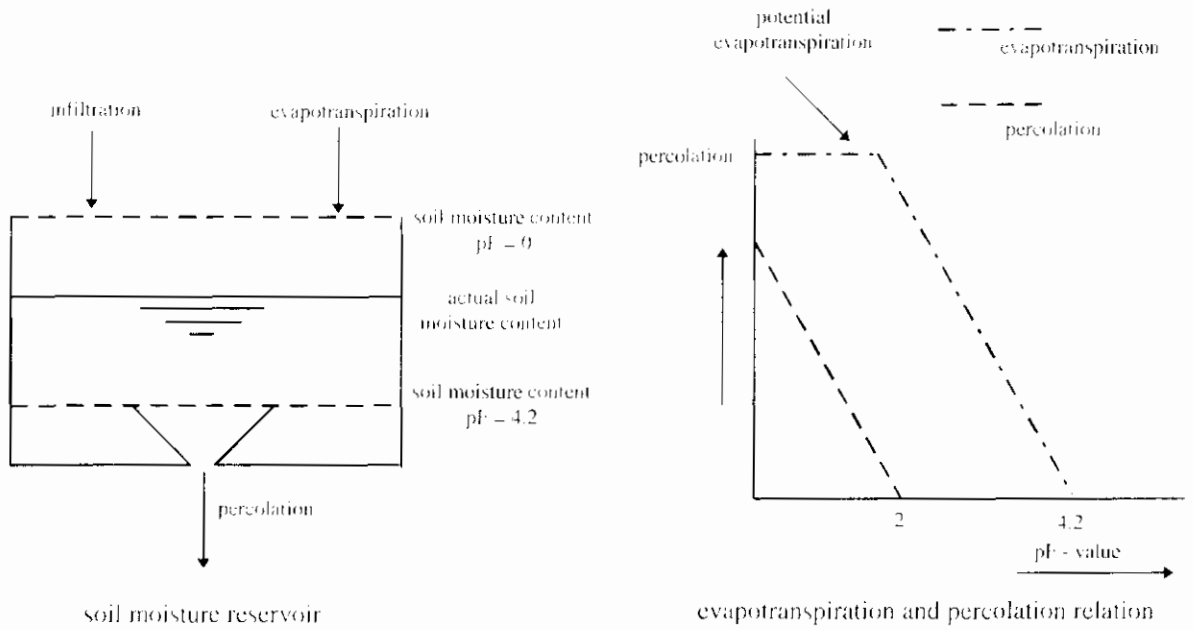 infiltration
evapotranspiration
soil moisture content
pF = 0
actual soil
moisture content
soil moisture content
pF = 4.2
percolation
soil moisture reservoir
potential
evapotranspiration
evapotranspiration
percolation
percolation
2
4.2
pF - value
evapotranspiration and percolation relation